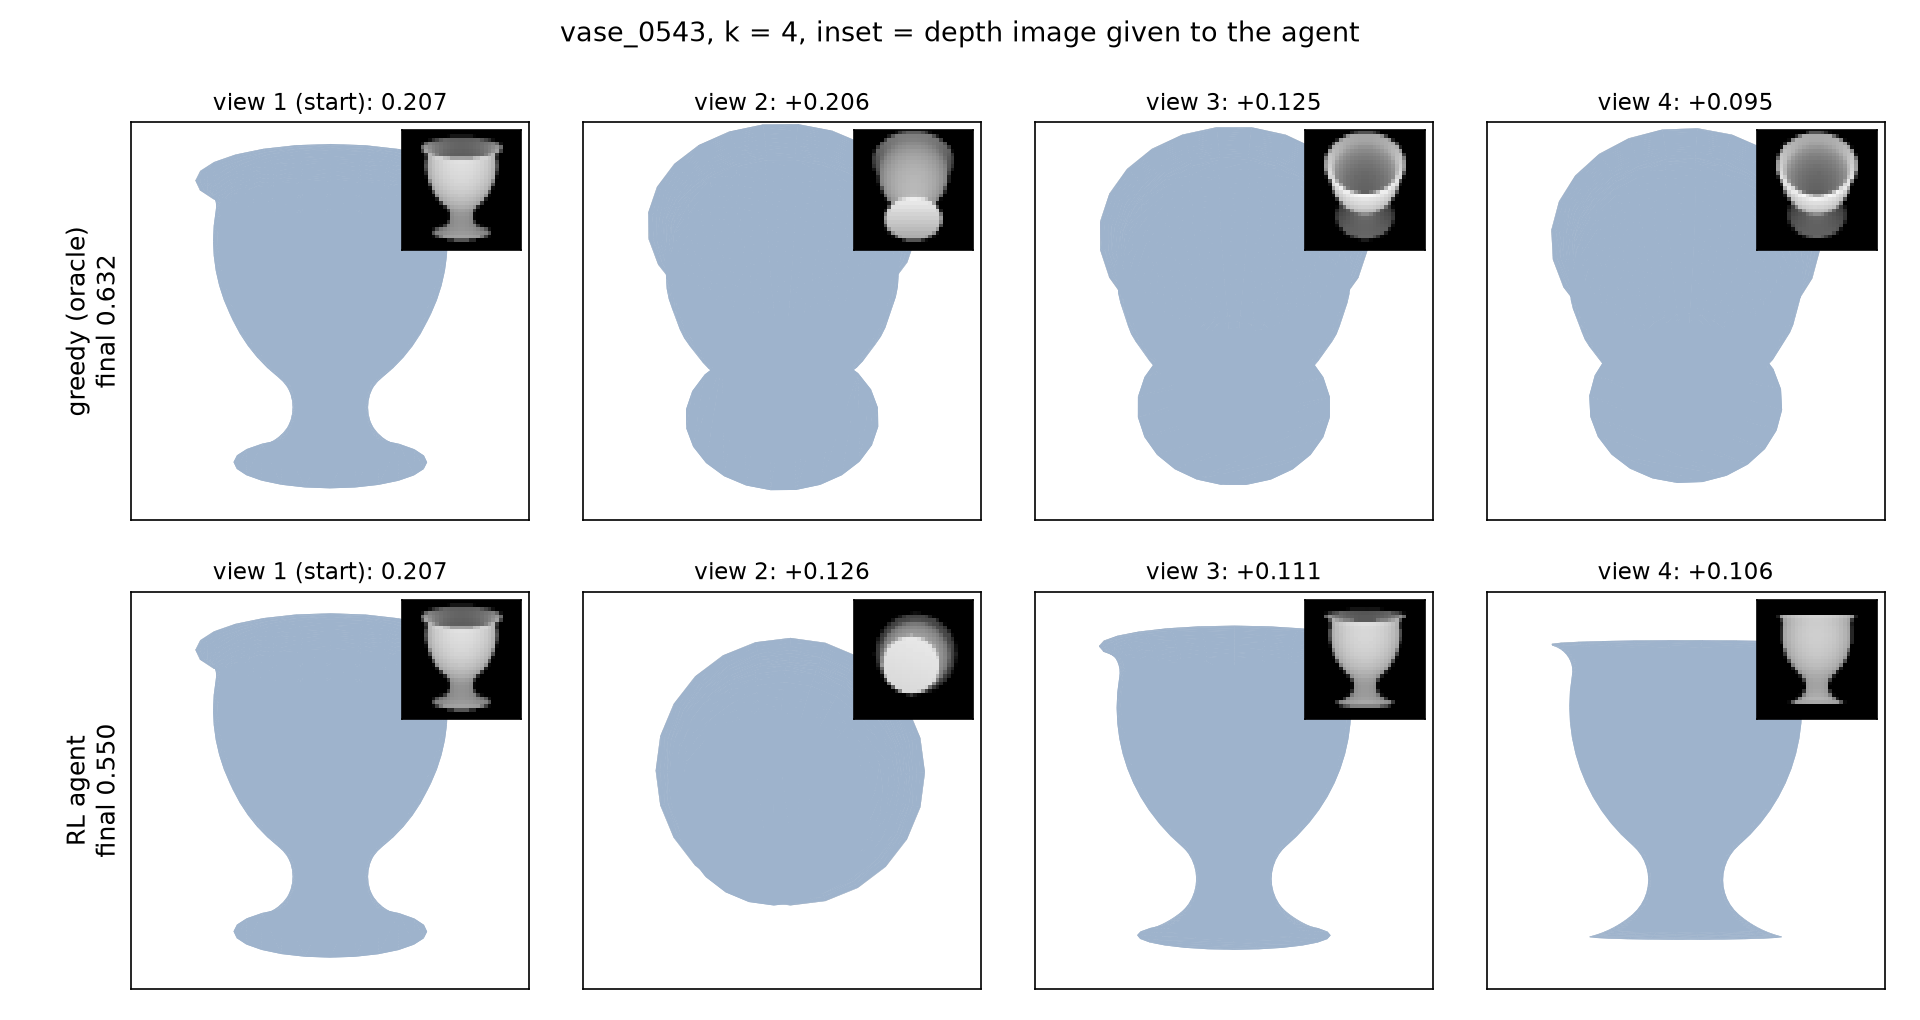 vase_0543, k = 4, inset = depth image given to the agent
greedy (oracle)
final 0.632
view 1 (start): 0.207
view 2: +0.206
view 3: +0.125
view 4: +0.095
RL agent
final 0.550
view 1 (start): 0.207
view 2: +0.126
view 3: +0.111
view 4: +0.106